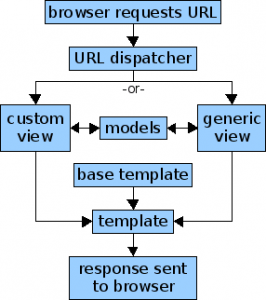 browser requests URL
URL dispatcher
-or-
custom
view
models
generic
view
base template
template
response sent
to browser